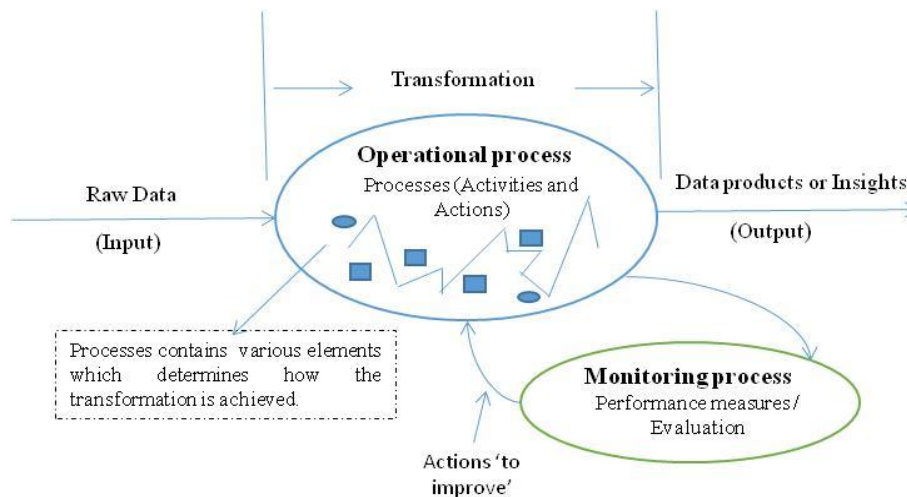 Transformation
Operational process
Processes (Activities and
Actions)
Raw Data
(Input)
Data products or Insights
(Output)
Processes contains various elements
which determines how the
transformation is achieved.
Monitoring process
Performance measures /
Evaluation
Actions ‘to
improve’